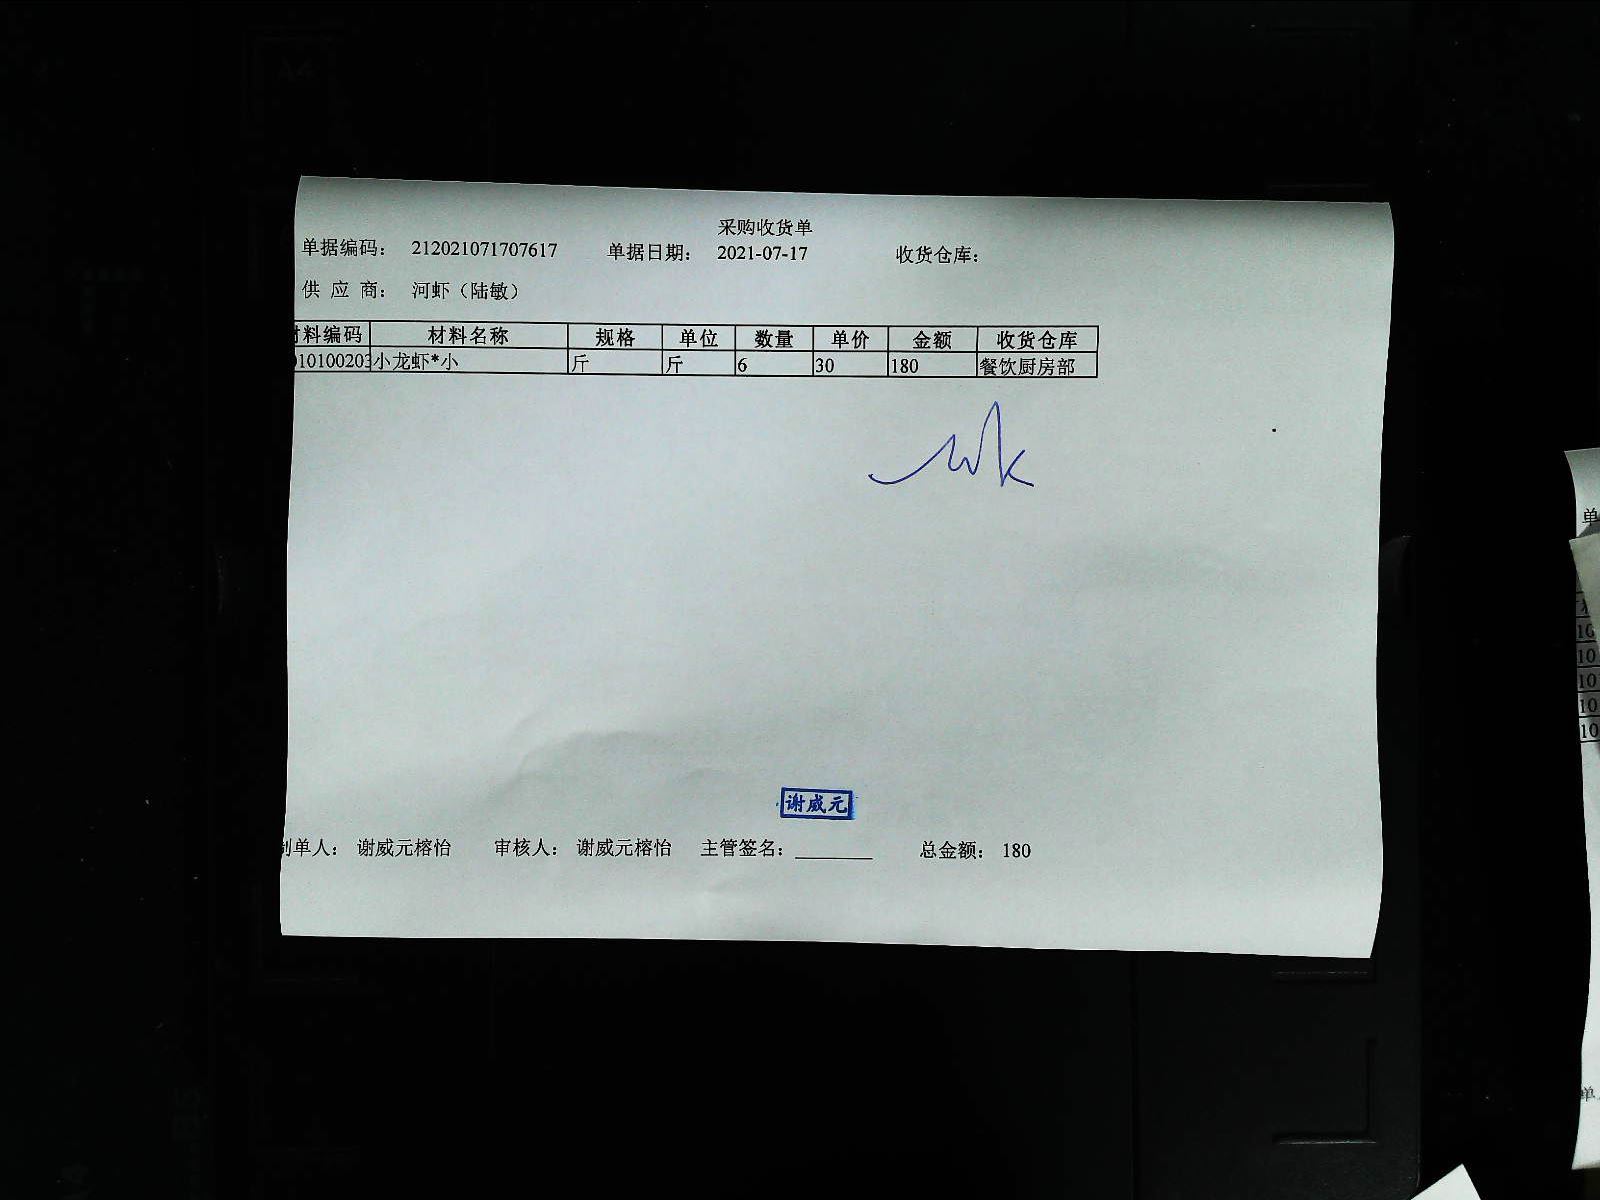 采购收货单
单据编码： 212021071707617 单据日期： 2021-07-17 收货仓库：
供 应 商： 河虾（陆敏）
材料编码 材料名称 规格 单位 数量 单价 金额 收货仓库
010100203 小龙虾*小 斤 斤 6 30 180 餐饮厨房部
谢威元
制单人： 谢威元榕怡 审核人： 谢威元榕怡 主管签名： 总金额： 180